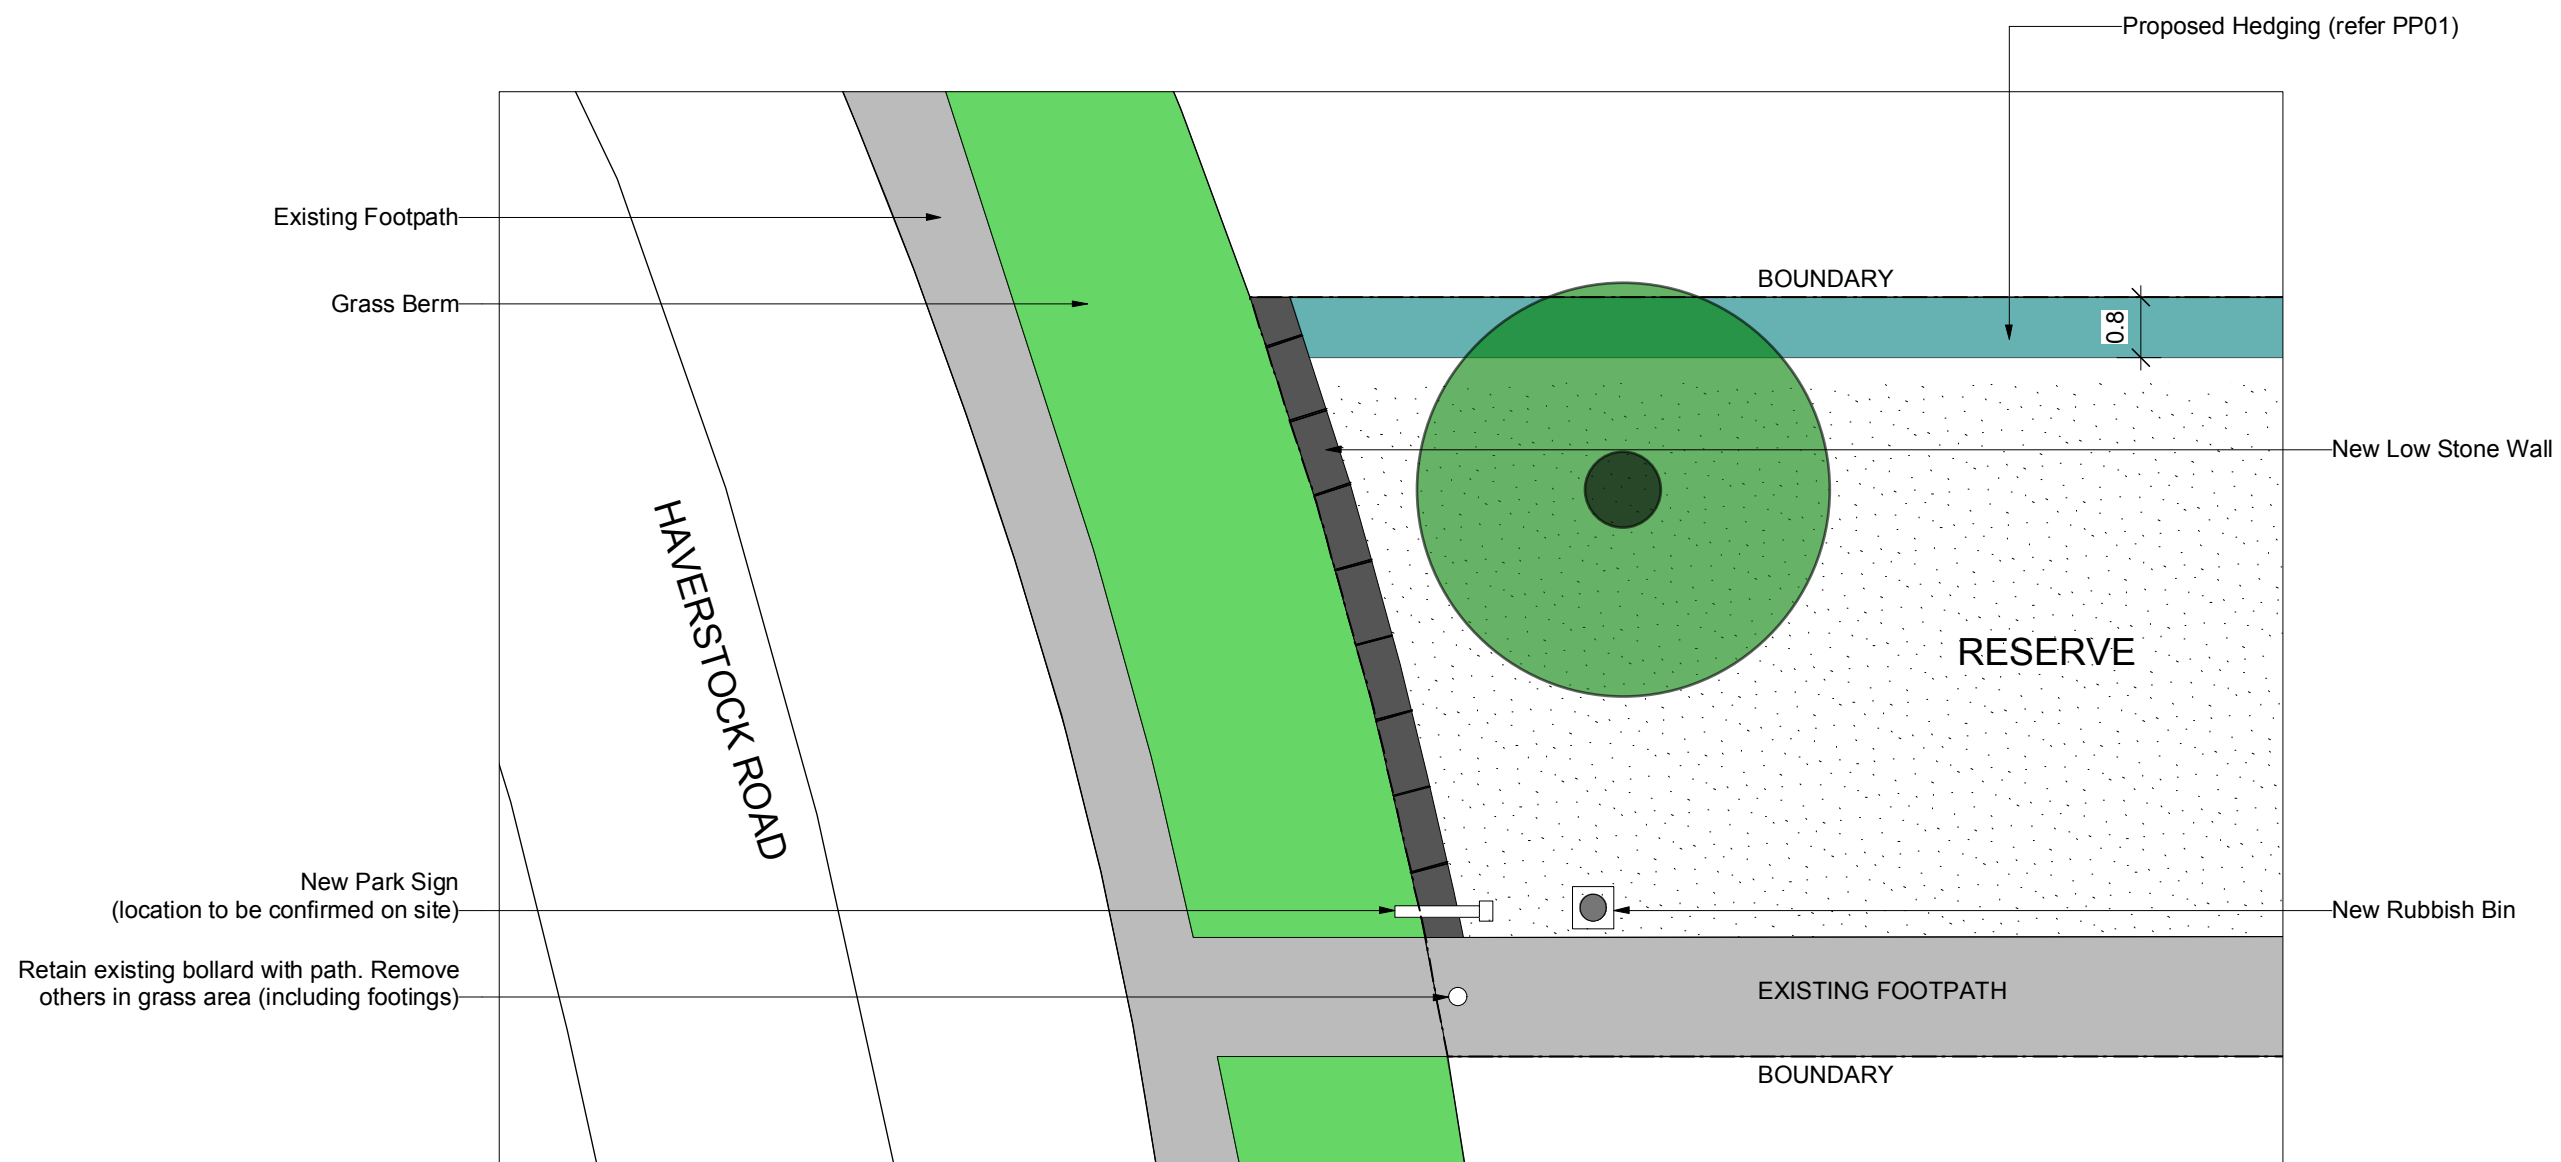 Proposed Hedging (refer PP01)
Existing Footpath
BOUNDARY
Grass Berm
0.8
New Low Stone Wall
HAVERSTOCK ROAD
RESERVE
New Park Sign
(location to be confirmed on site)
New Rubbish Bin
Retain existing bollard with path. Remove
others in grass area (including footings)
EXISTING FOOTPATH
BOUNDARY